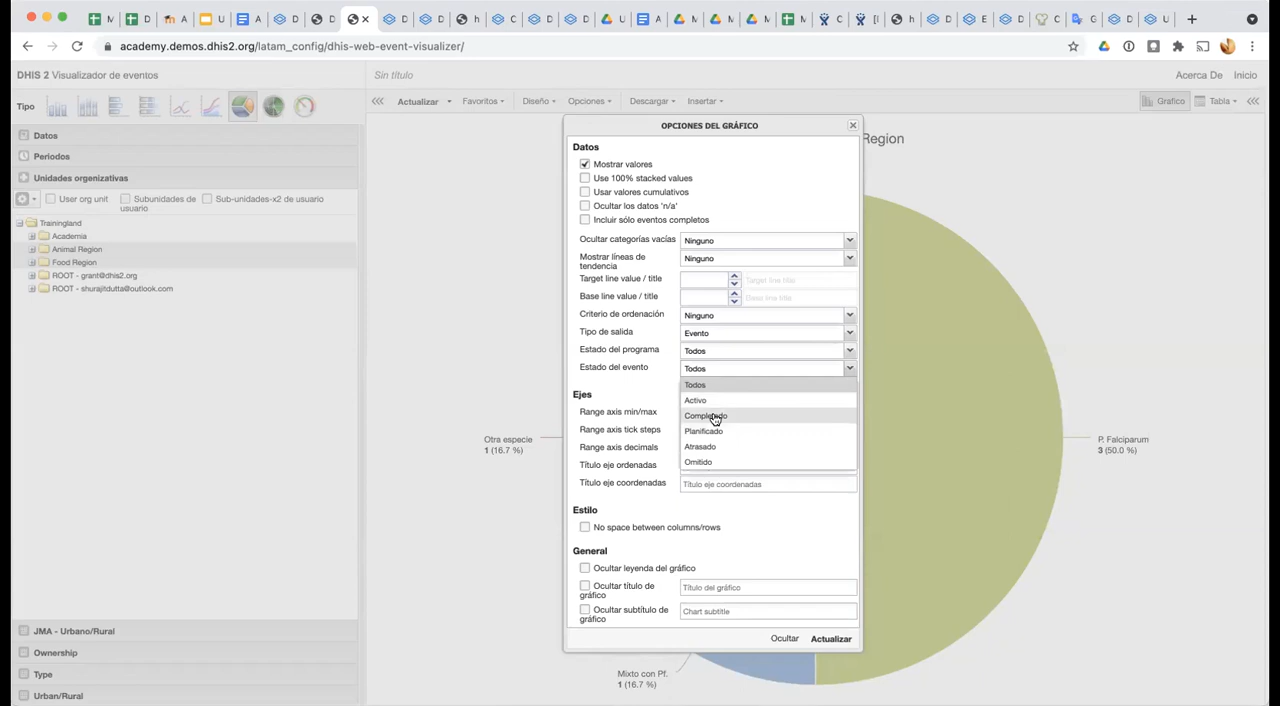 academy.demos.dhis2.org/latam_config/dhis-web-event-visualizer/
DHIS 2 Visualizador de eventos
Sin título
Acerca De
Inicio
Tipo
Actualizar
Favoritos
Diseño
Opciones
Descargar
Insertar
Grafico
Tabla
Datos
Periodos
Unidades organizativas
User org unit
Subunidades de usuario
Sub-unidades-x2 de usuario
Trainingland
Academia
Animal Region
Food Region
ROOT - grant@dhis2.org
ROOT - shurajitdutta@outlook.com
JMA - Urbano/Rural
Ownership
Type
Urban/Rural
Region
OPCIONES DEL GRÁFICO
Datos
Mostrar valores
Use 100% stacked values
Usar valores cumulativos
Ocultar los datos 'n/a'
Incluir sólo eventos completos
Ocultar categorías vacías
Ninguno
Mostrar líneas de tendencia
Ninguno
Target line value / title
Target line title
Base line value / title
Base line title
Criterio de ordenación
Ninguno
Tipo de salida
Evento
Estado del programa
Todos
Estado del evento
Todos
Todos
Activo
Completado
Planificado
Atrasado
Omitido
Ejes
Range axis min/max
Range axis tick steps
Range axis decimals
Título eje ordenadas
Título eje coordenadas
Título eje coordenadas
Estilo
No space between columns/rows
General
Ocultar leyenda del gráfico
Ocultar título de gráfico
Título del gráfico
Ocultar subtítulo de gráfico
Chart subtitle
Ocultar
Actualizar
Otra especie
1 (16.7 %)
P. Falciparum
3 (50.0 %)
Mixto con Pf.
1 (16.7 %)